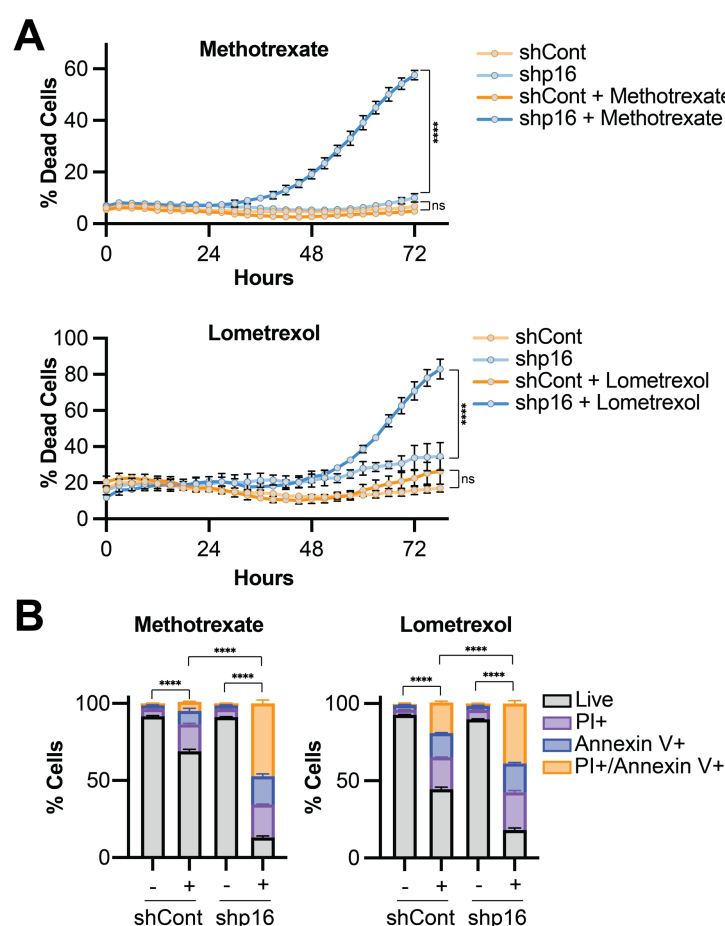 A
Methotrexate
shCont
shp16
shCont + Methotrexate
shp16 + Methotrexate
% Dead Cells
60
40
20
0
****
ns
0 24 48 72
Hours
Lometrexol
shCont
shp16
shCont + Lometrexol
shp16 + Lometrexol
% Dead Cells
100
80
60
40
20
0
****
ns
0 24 48 72
Hours
B
Methotrexate
Lometrexol
**** 
**** ****
****
**** ****
% Cells
100
50
0
% Cells
100
50
0
Live
PI+
Annexin V+
PI+/Annexin V+
- + - +
shCont shp16
- + - +
shCont shp16